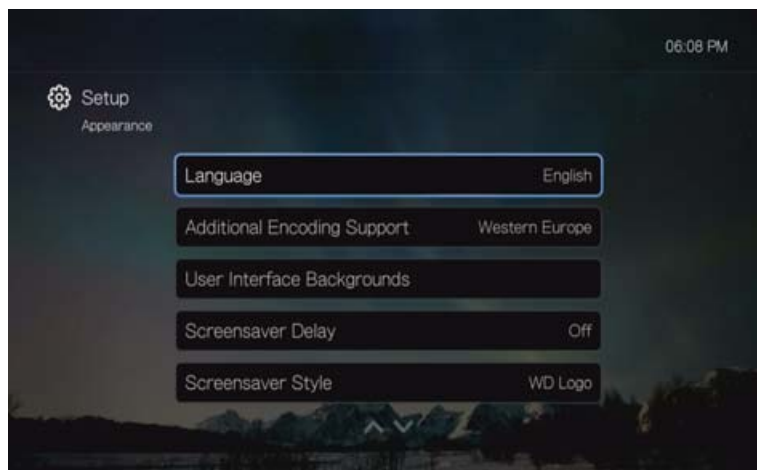 06:08 PM
Setup
Appearance
Language English
Additional Encoding Support Western Europe
User Interface Backgrounds
Screensaver Delay Off
Screensaver Style WD Logo